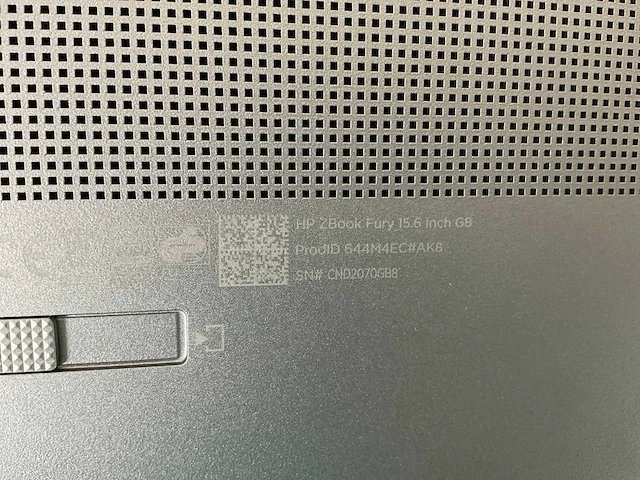 HP ZBook Fury 15.6 inch G8
ProdID 644M4EC#AK8
SN# CND2070GB8